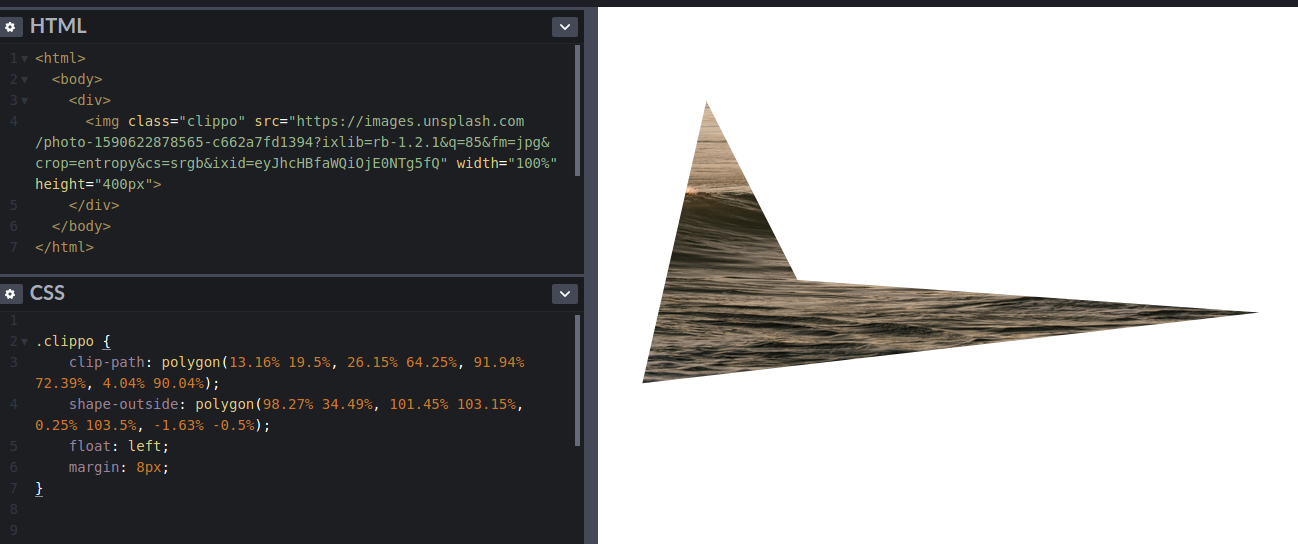 HTML
1 <html>
2 <body>
3 <div>
4 <img class="clippo" src="https://images.unsplash.com
/photo-1590622878565-c662a7fd1394?ixlib=rb-1.2.1&q=85&fm=jpg&
crop=entropy&cs=srgb&ixid=eyJhcHBfaWQiOjE0NTg5fQ" width="100%"
height="400px">
5 </div>
6 </body>
7 </html>
CSS
1
2 .clippo {
3 clip-path: polygon(13.16% 19.5%, 26.15% 64.25%, 91.94%
72.39%, 4.04% 90.04%);
4 shape-outside: polygon(98.27% 34.49%, 101.45% 103.15%,
0.25% 103.5%, -1.63% -0.5%);
5 float: left;
6 margin: 8px;
7 }
8
9